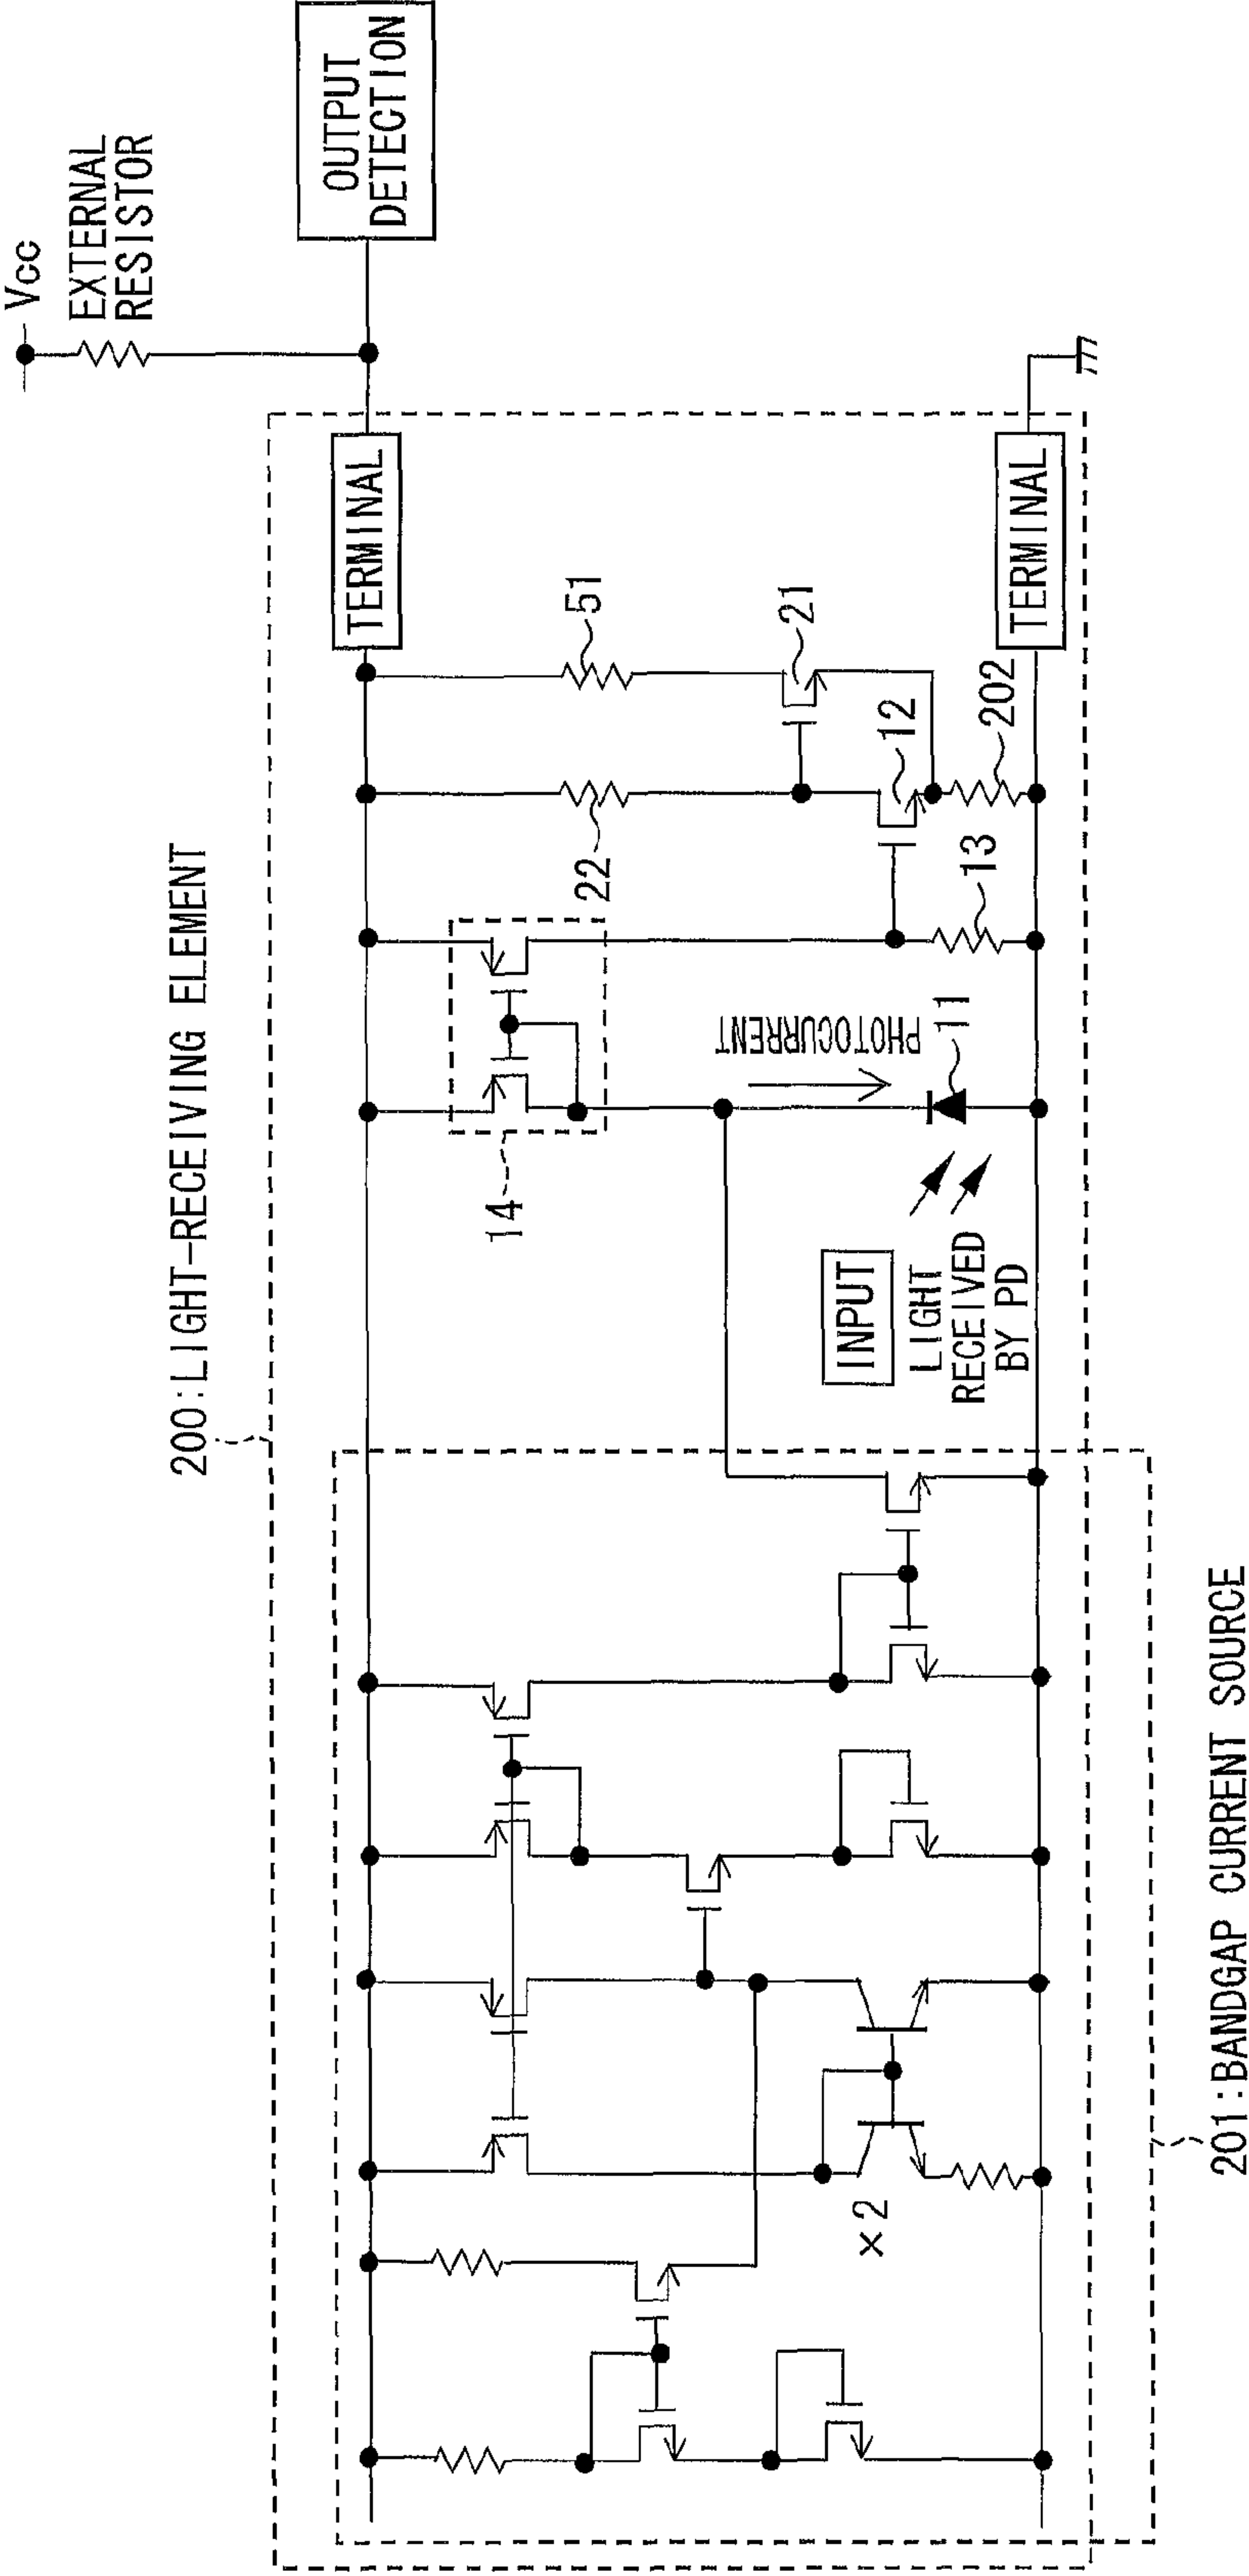 Vcc
EXTERNAL
RESISTOR
OUTPUT
DETECTION
200:LIGHT-RECEIVING ELEMENT
TERMINAL
51
22
21
12
202
13
14
PHOTOCURRENT
11
INPUT
LIGHT
RECEIVED
BY PD
TERMINAL
×2
201:BANDGAP CURRENT SOURCE